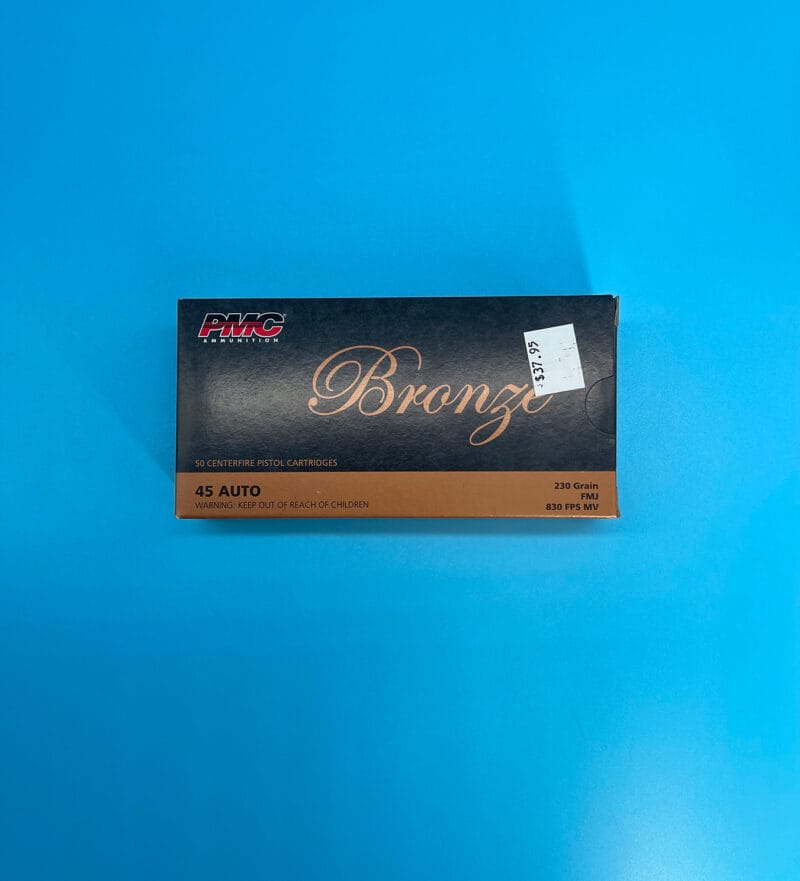 PMC
AMMUNITION
$37.95
Bronze
50 CENTERFIRE PISTOL CARTRIDGES
45 AUTO
WARNING: KEEP OUT OF REACH OF CHILDREN
230 Grain
FMJ
830 FPS MV